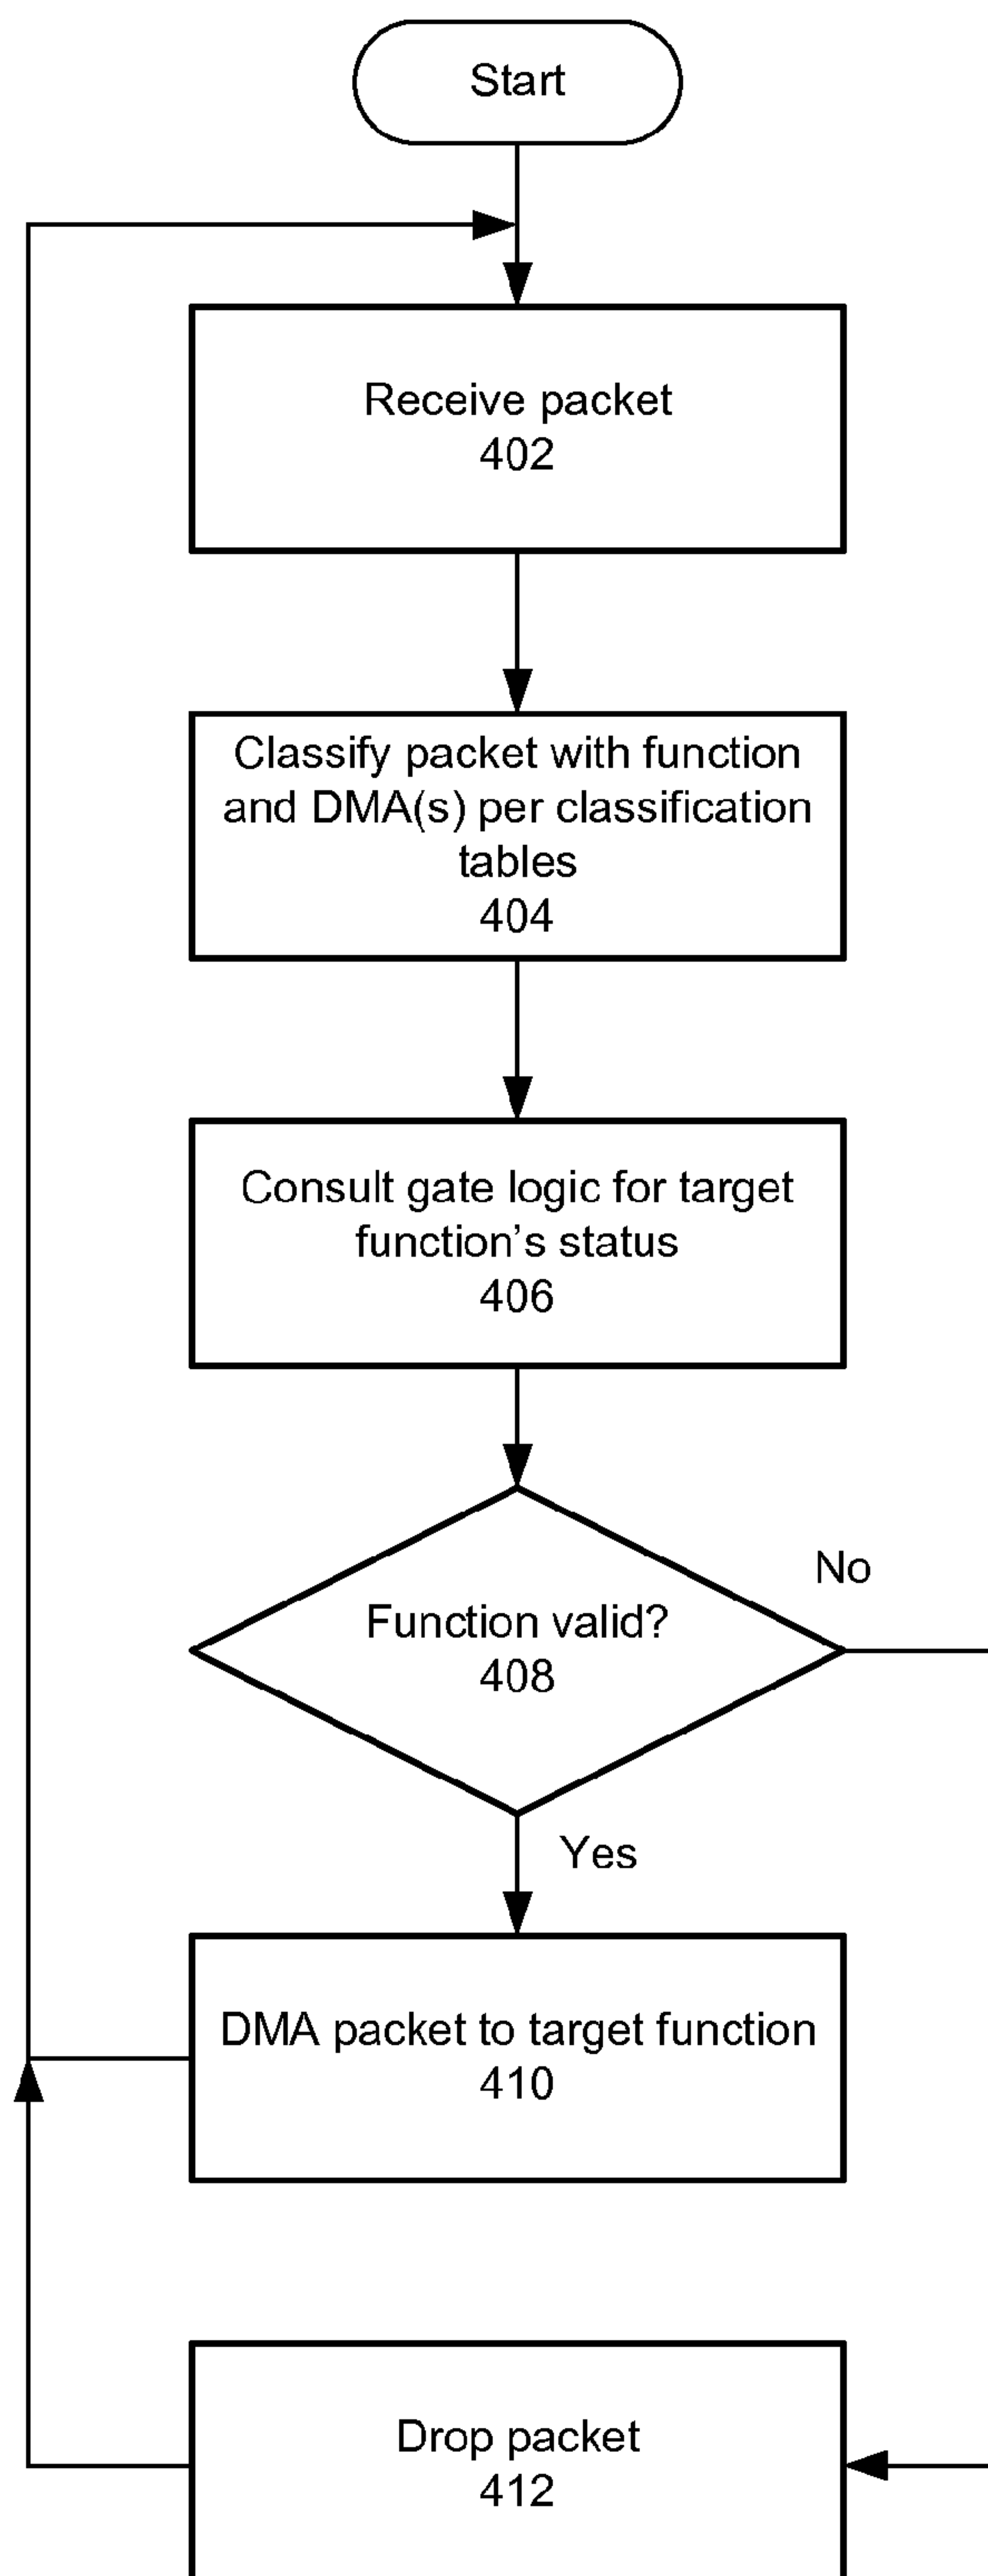 Start
Receive packet
402
Classify packet with function
and DMA(s) per classification
tables
404
Consult gate logic for target
function's status
406
Function valid?
408
No
Yes
DMA packet to target function
410
Drop packet
412